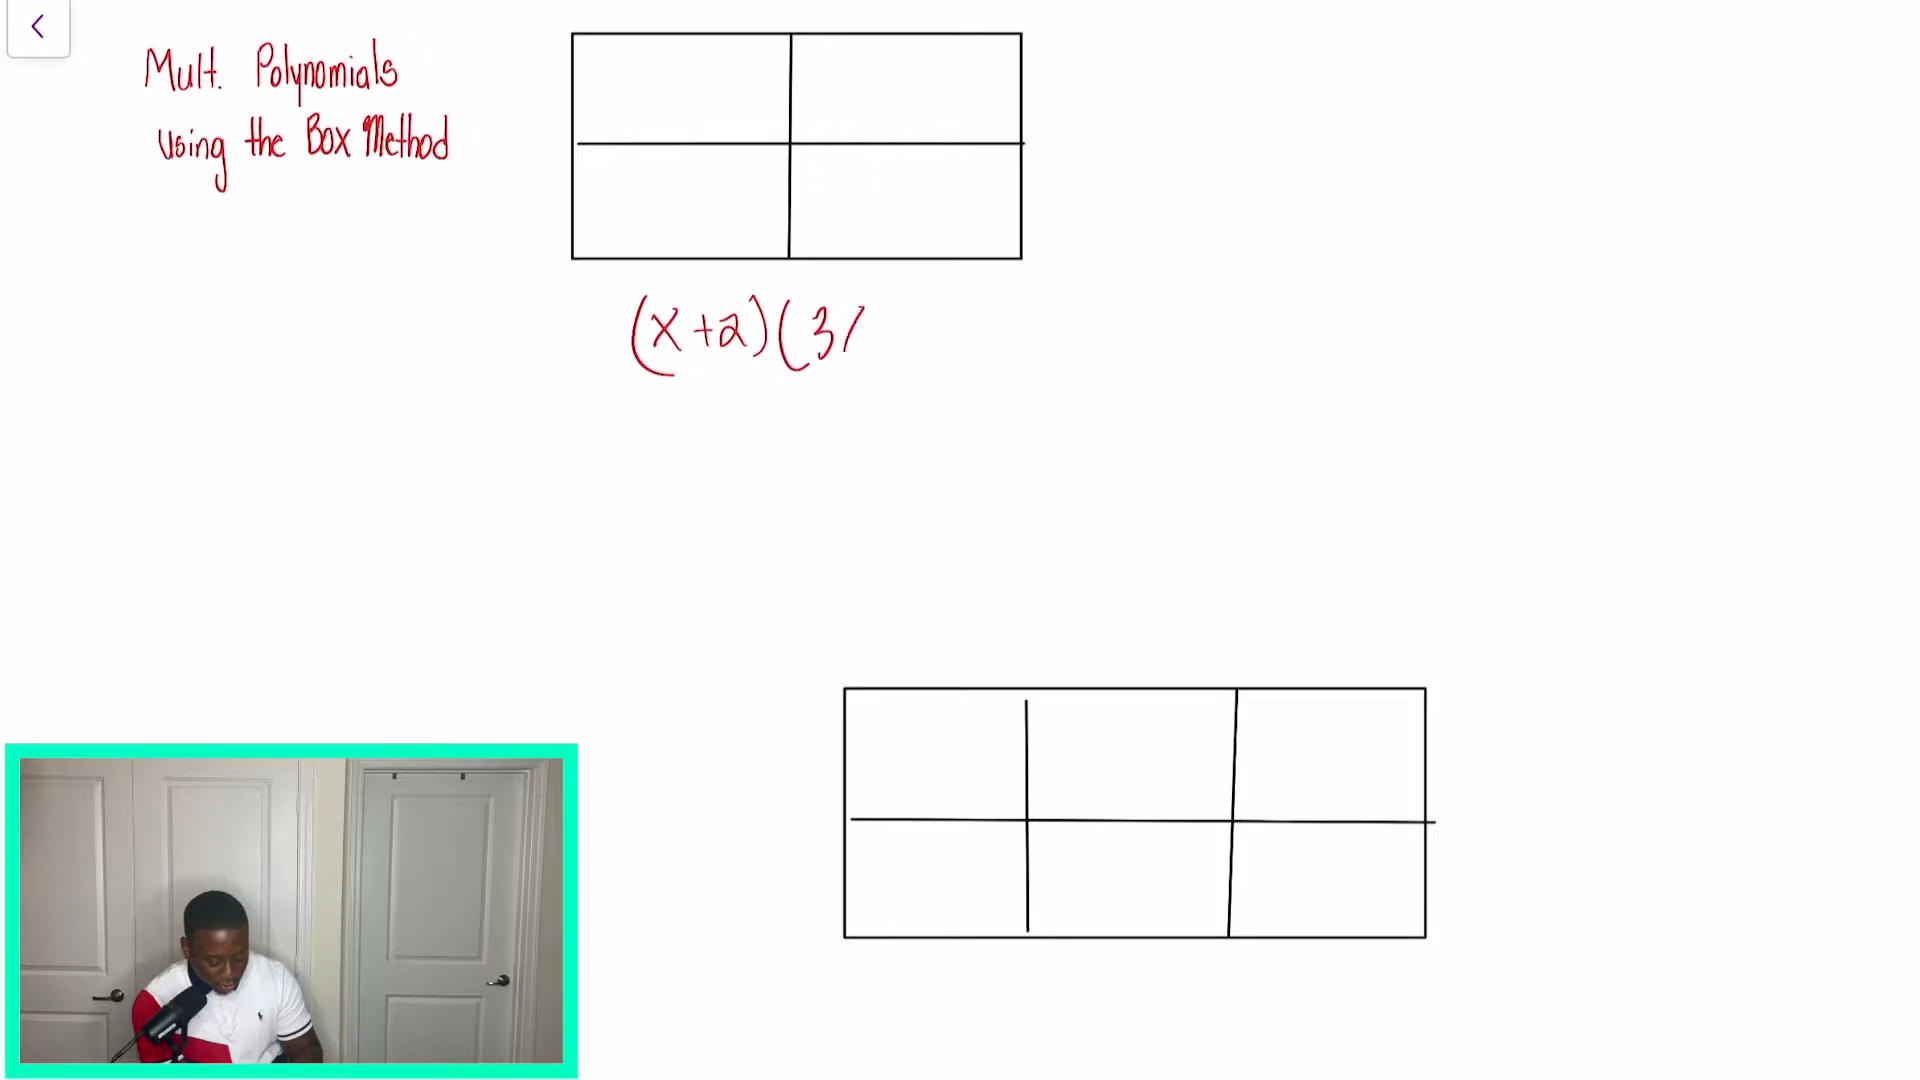 Mult. Polynomials
Using the Box Method
(x+2)(3/